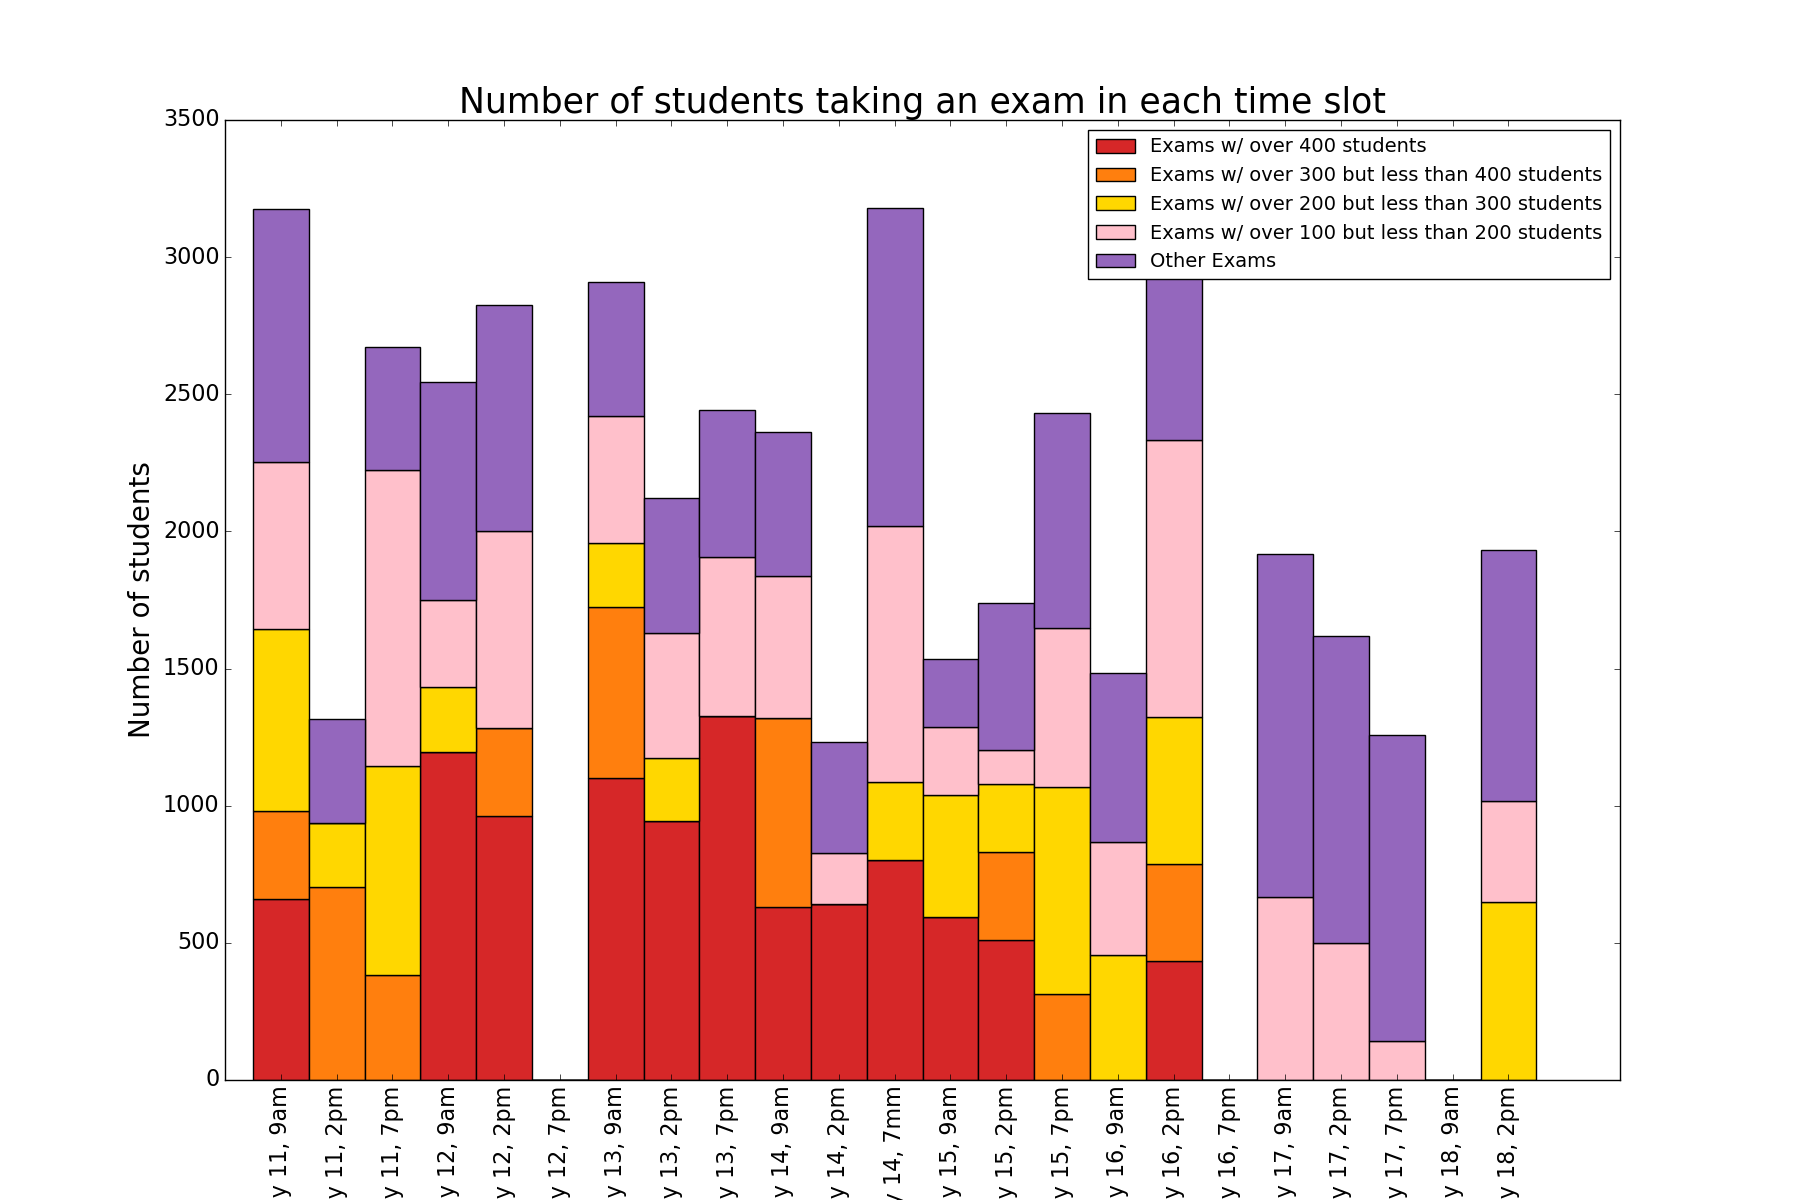 Number of students taking an exam in each time slot
3500
3000
2500
2000
1500
1000
500
0
Number of students
Exams w/ over 400 students
Exams w/ over 300 but less than 400 students
Exams w/ over 200 but less than 300 students
Exams w/ over 100 but less than 200 students
Other Exams
y 11, 9am
y 11, 2pm
y 11, 7pm
y 12, 9am
y 12, 2pm
y 12, 7pm
y 13, 9am
y 13, 2pm
y 13, 7pm
y 14, 9am
y 14, 2pm
y 14, 7mm
y 15, 9am
y 15, 2pm
y 15, 7pm
y 16, 9am
y 16, 2pm
y 16, 7pm
y 17, 9am
y 17, 2pm
y 17, 7pm
y 18, 9am
y 18, 2pm